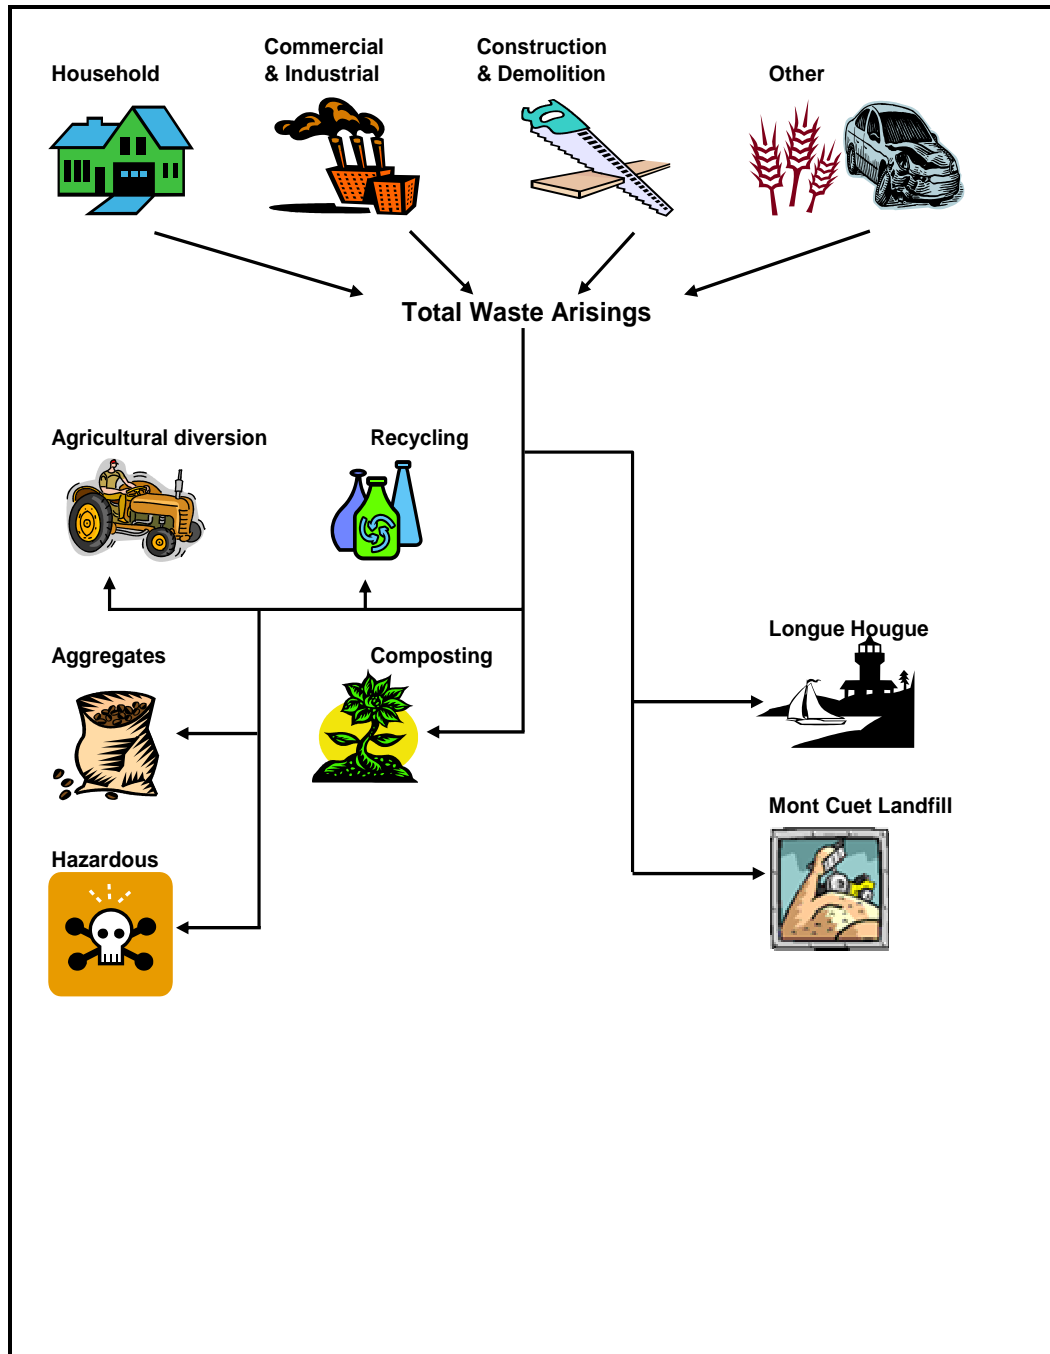 Household
Commercial
& Industrial
Construction
& Demolition
Other
Total Waste Arisings
Agricultural diversion
Recycling
Longue Hougue
Aggregates
Composting
Mont Cuet Landfill
Hazardous